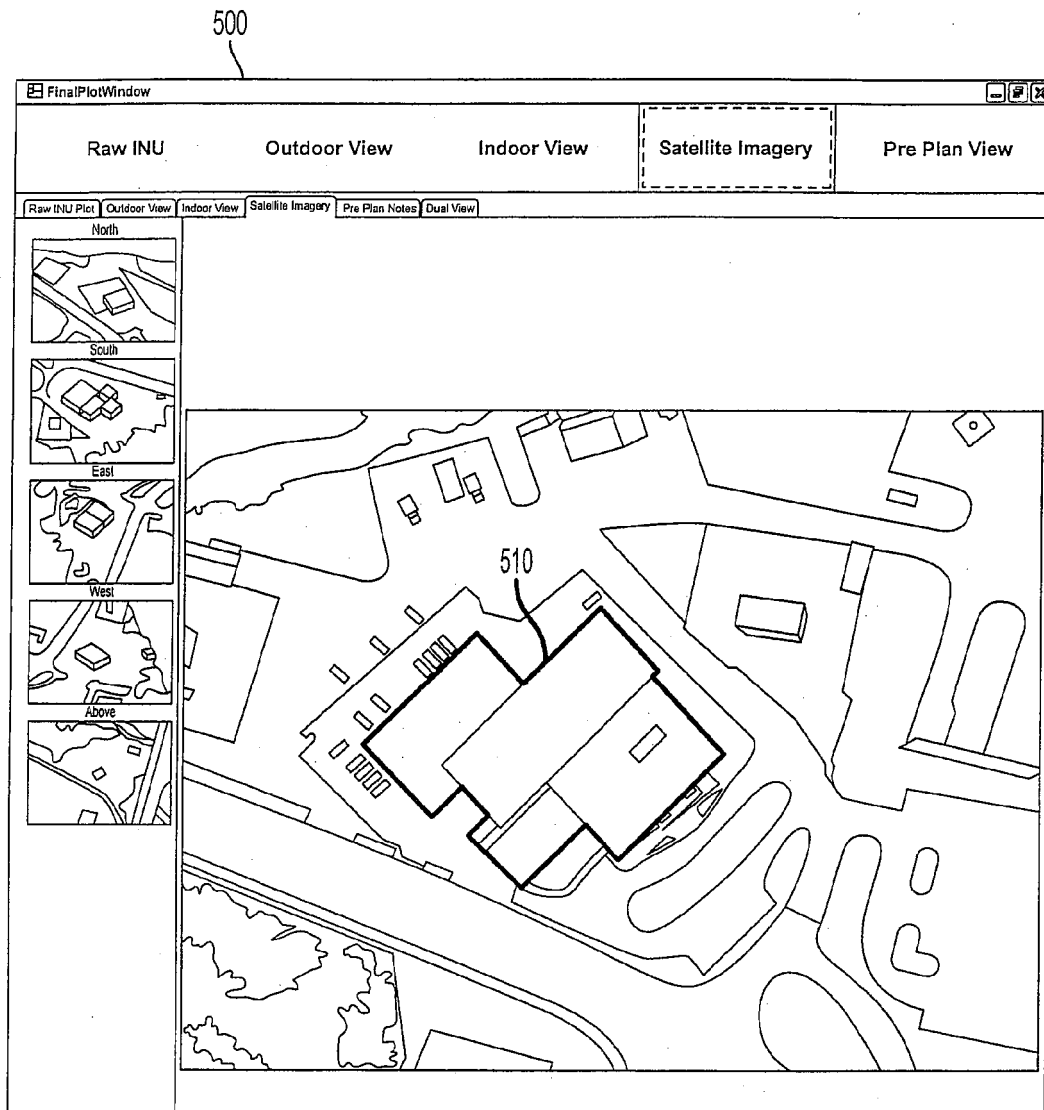 500
FinalPlotWindow
Raw INU Outdoor View Indoor View Satellite Imagery Pre Plan View
Raw INU Plot Outdoor View Indoor View Satellite Imagery Pre Plan Notes Dual View
North
South
East
West
Above
510